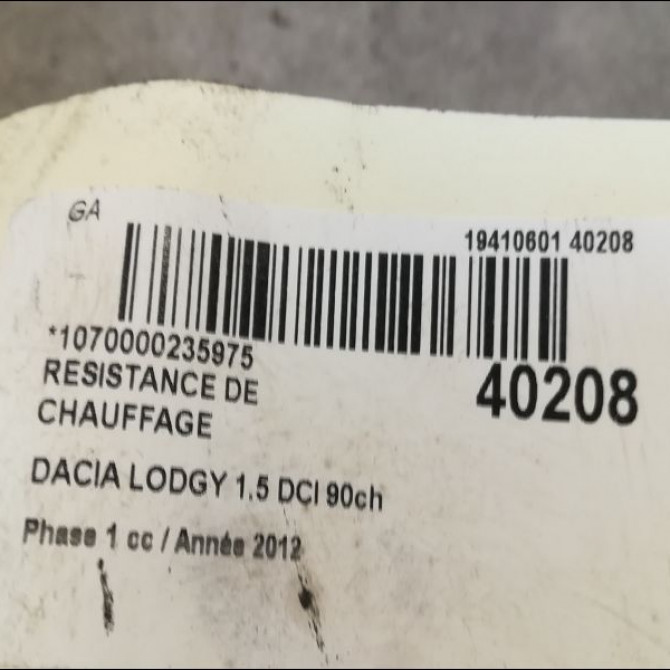 GA
19410601 40208
*1070000235975
40208
RESISTANCE DE
CHAUFFAGE
DACIA LODGY 1.5 DCI 90ch
Phase 1 cc / Année 2012